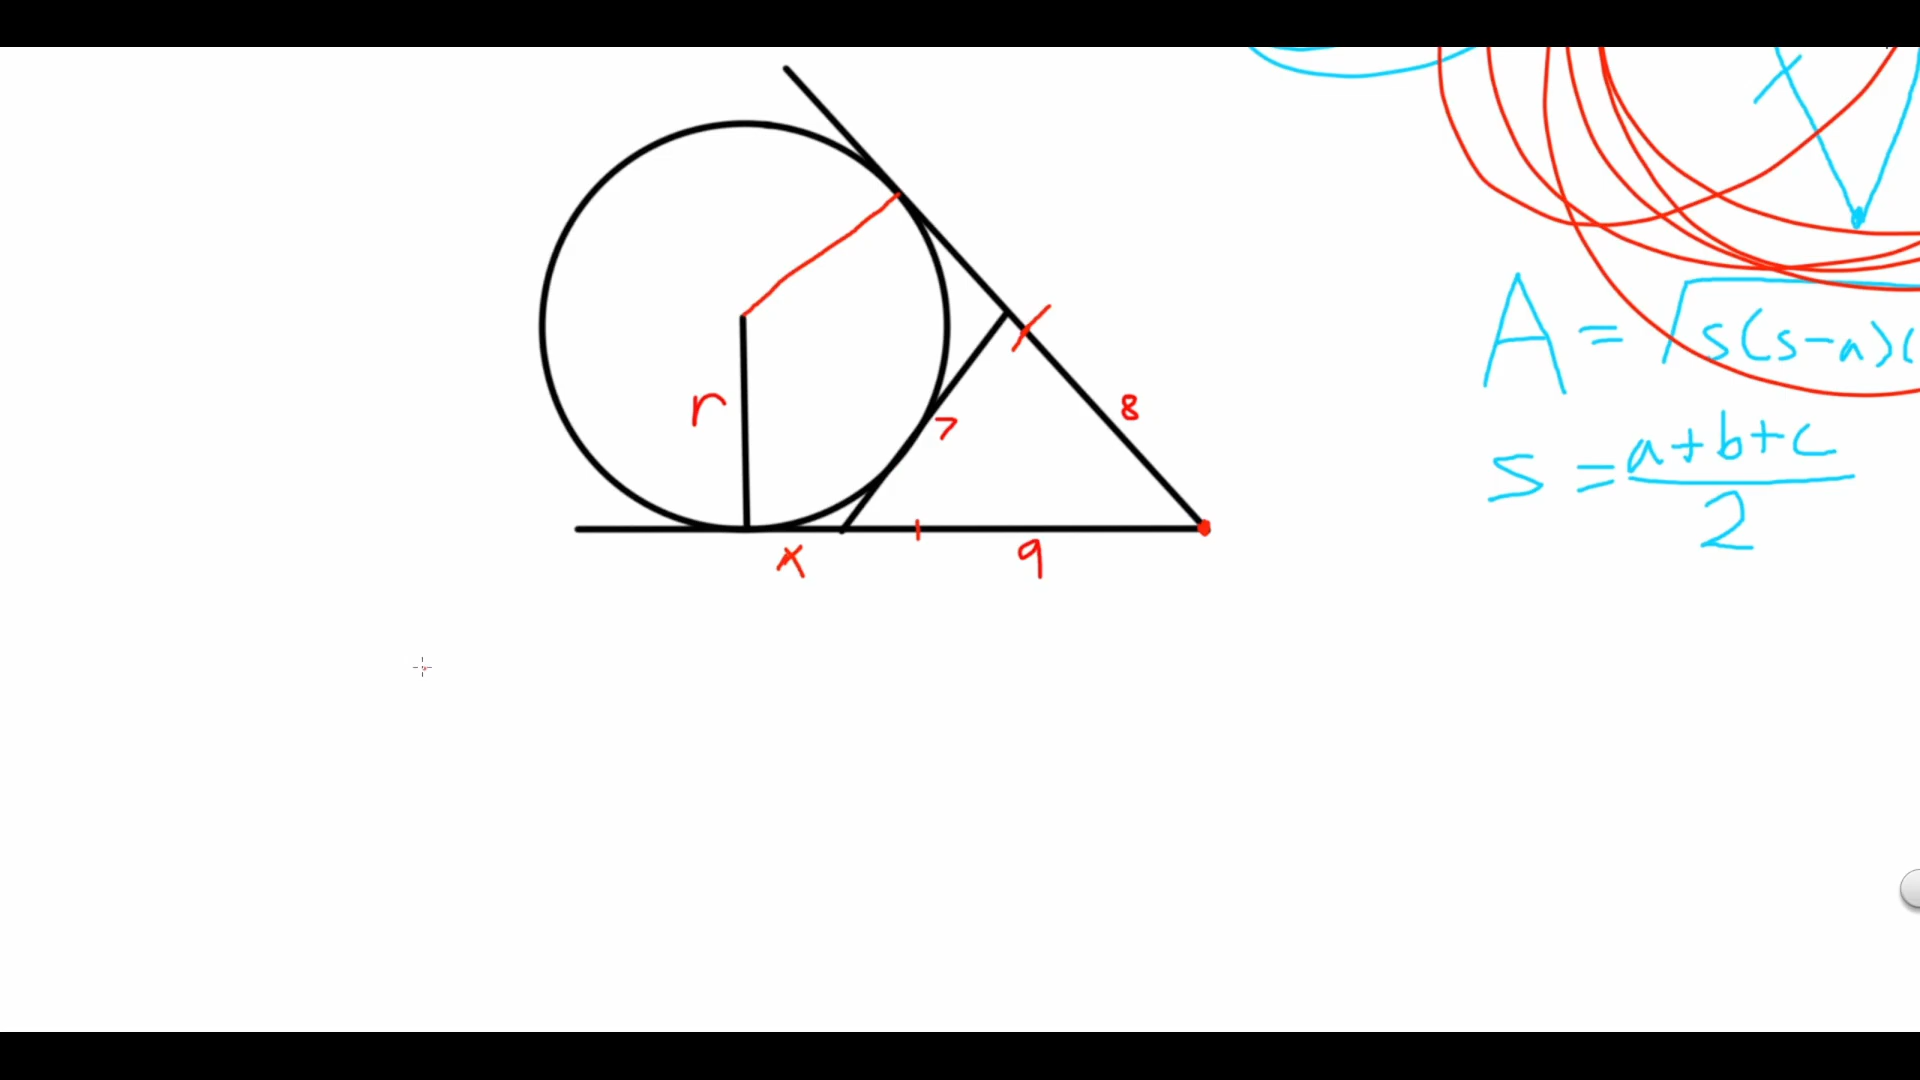 r
7
8
x
9
A = √s(s-a)(
s = a+b+c
2